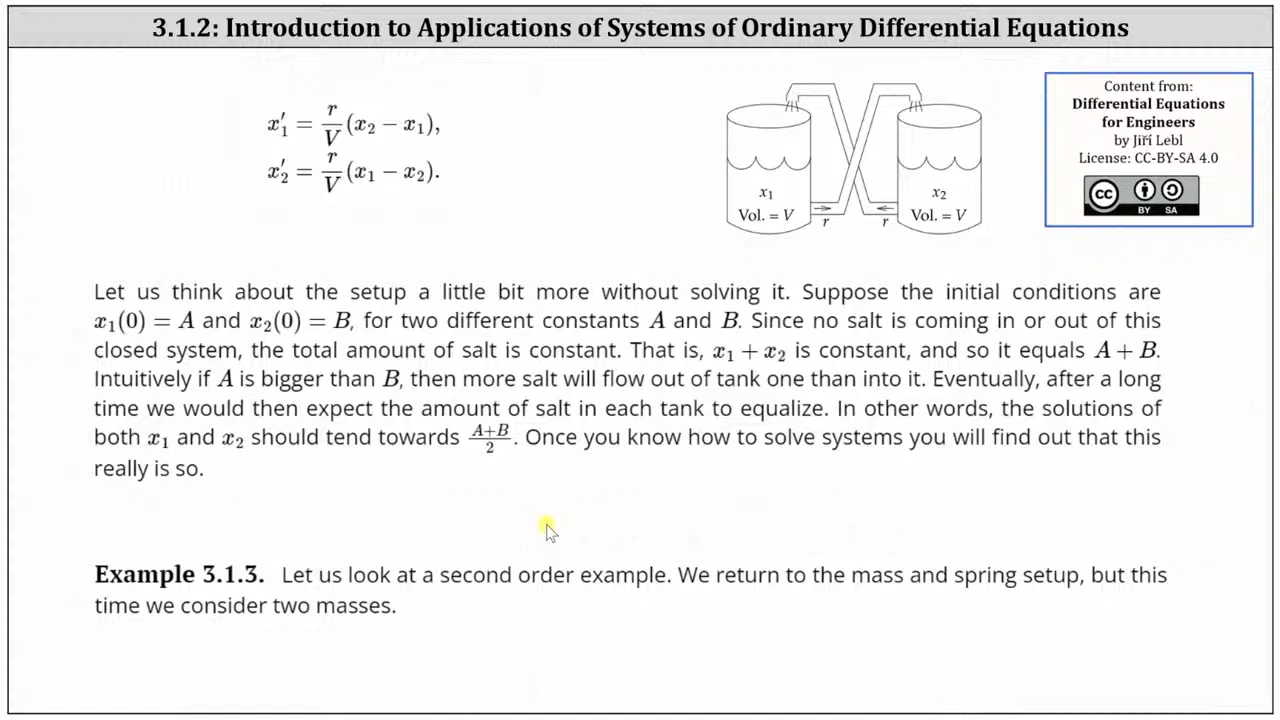 3.1.2: Introduction to Applications of Systems of Ordinary Differential Equations
x₁′ = r/V (x₂ − x₁),
x₂′ = r/V (x₁ − x₂).
x₁
Vol. = V
r
x₂
Vol. = V
r
Content from:
Differential Equations
for Engineers
by Jiří Lebl
License: CC-BY-SA 4.0
cc
BY SA
Let us think about the setup a little bit more without solving it. Suppose the initial conditions are
x₁(0) = A and x₂(0) = B, for two different constants A and B. Since no salt is coming in or out of this
closed system, the total amount of salt is constant. That is, x₁ + x₂ is constant, and so it equals A + B.
Intuitively if A is bigger than B, then more salt will flow out of tank one than into it. Eventually, after a long
time we would then expect the amount of salt in each tank to equalize. In other words, the solutions of
both x₁ and x₂ should tend towards (A+B)/2. Once you know how to solve systems you will find out that this
really is so.
Example 3.1.3. Let us look at a second order example. We return to the mass and spring setup, but this
time we consider two masses.